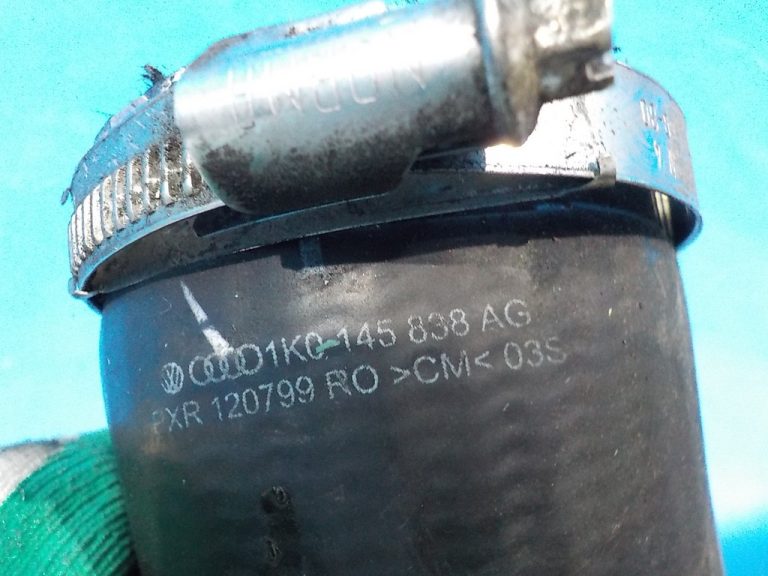 NORMA
1K0 145 838 AG
PXR 120799 RO >CM< 03S